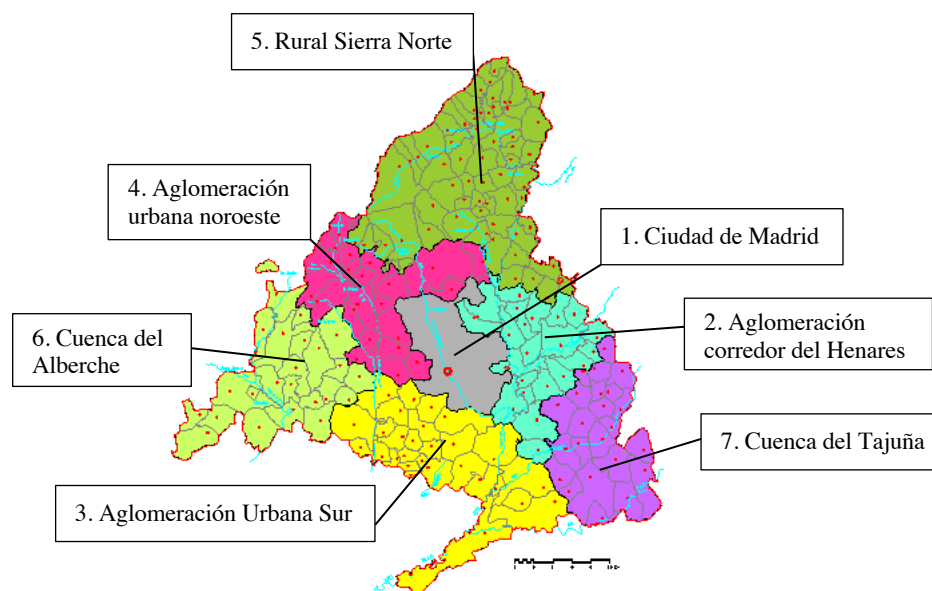 5. Rural Sierra Norte
4. Aglomeración
urbana noroeste
1. Ciudad de Madrid
6. Cuenca del
Alberche
2. Aglomeración
corredor del Henares
7. Cuenca del Tajuña
3. Aglomeración Urbana Sur